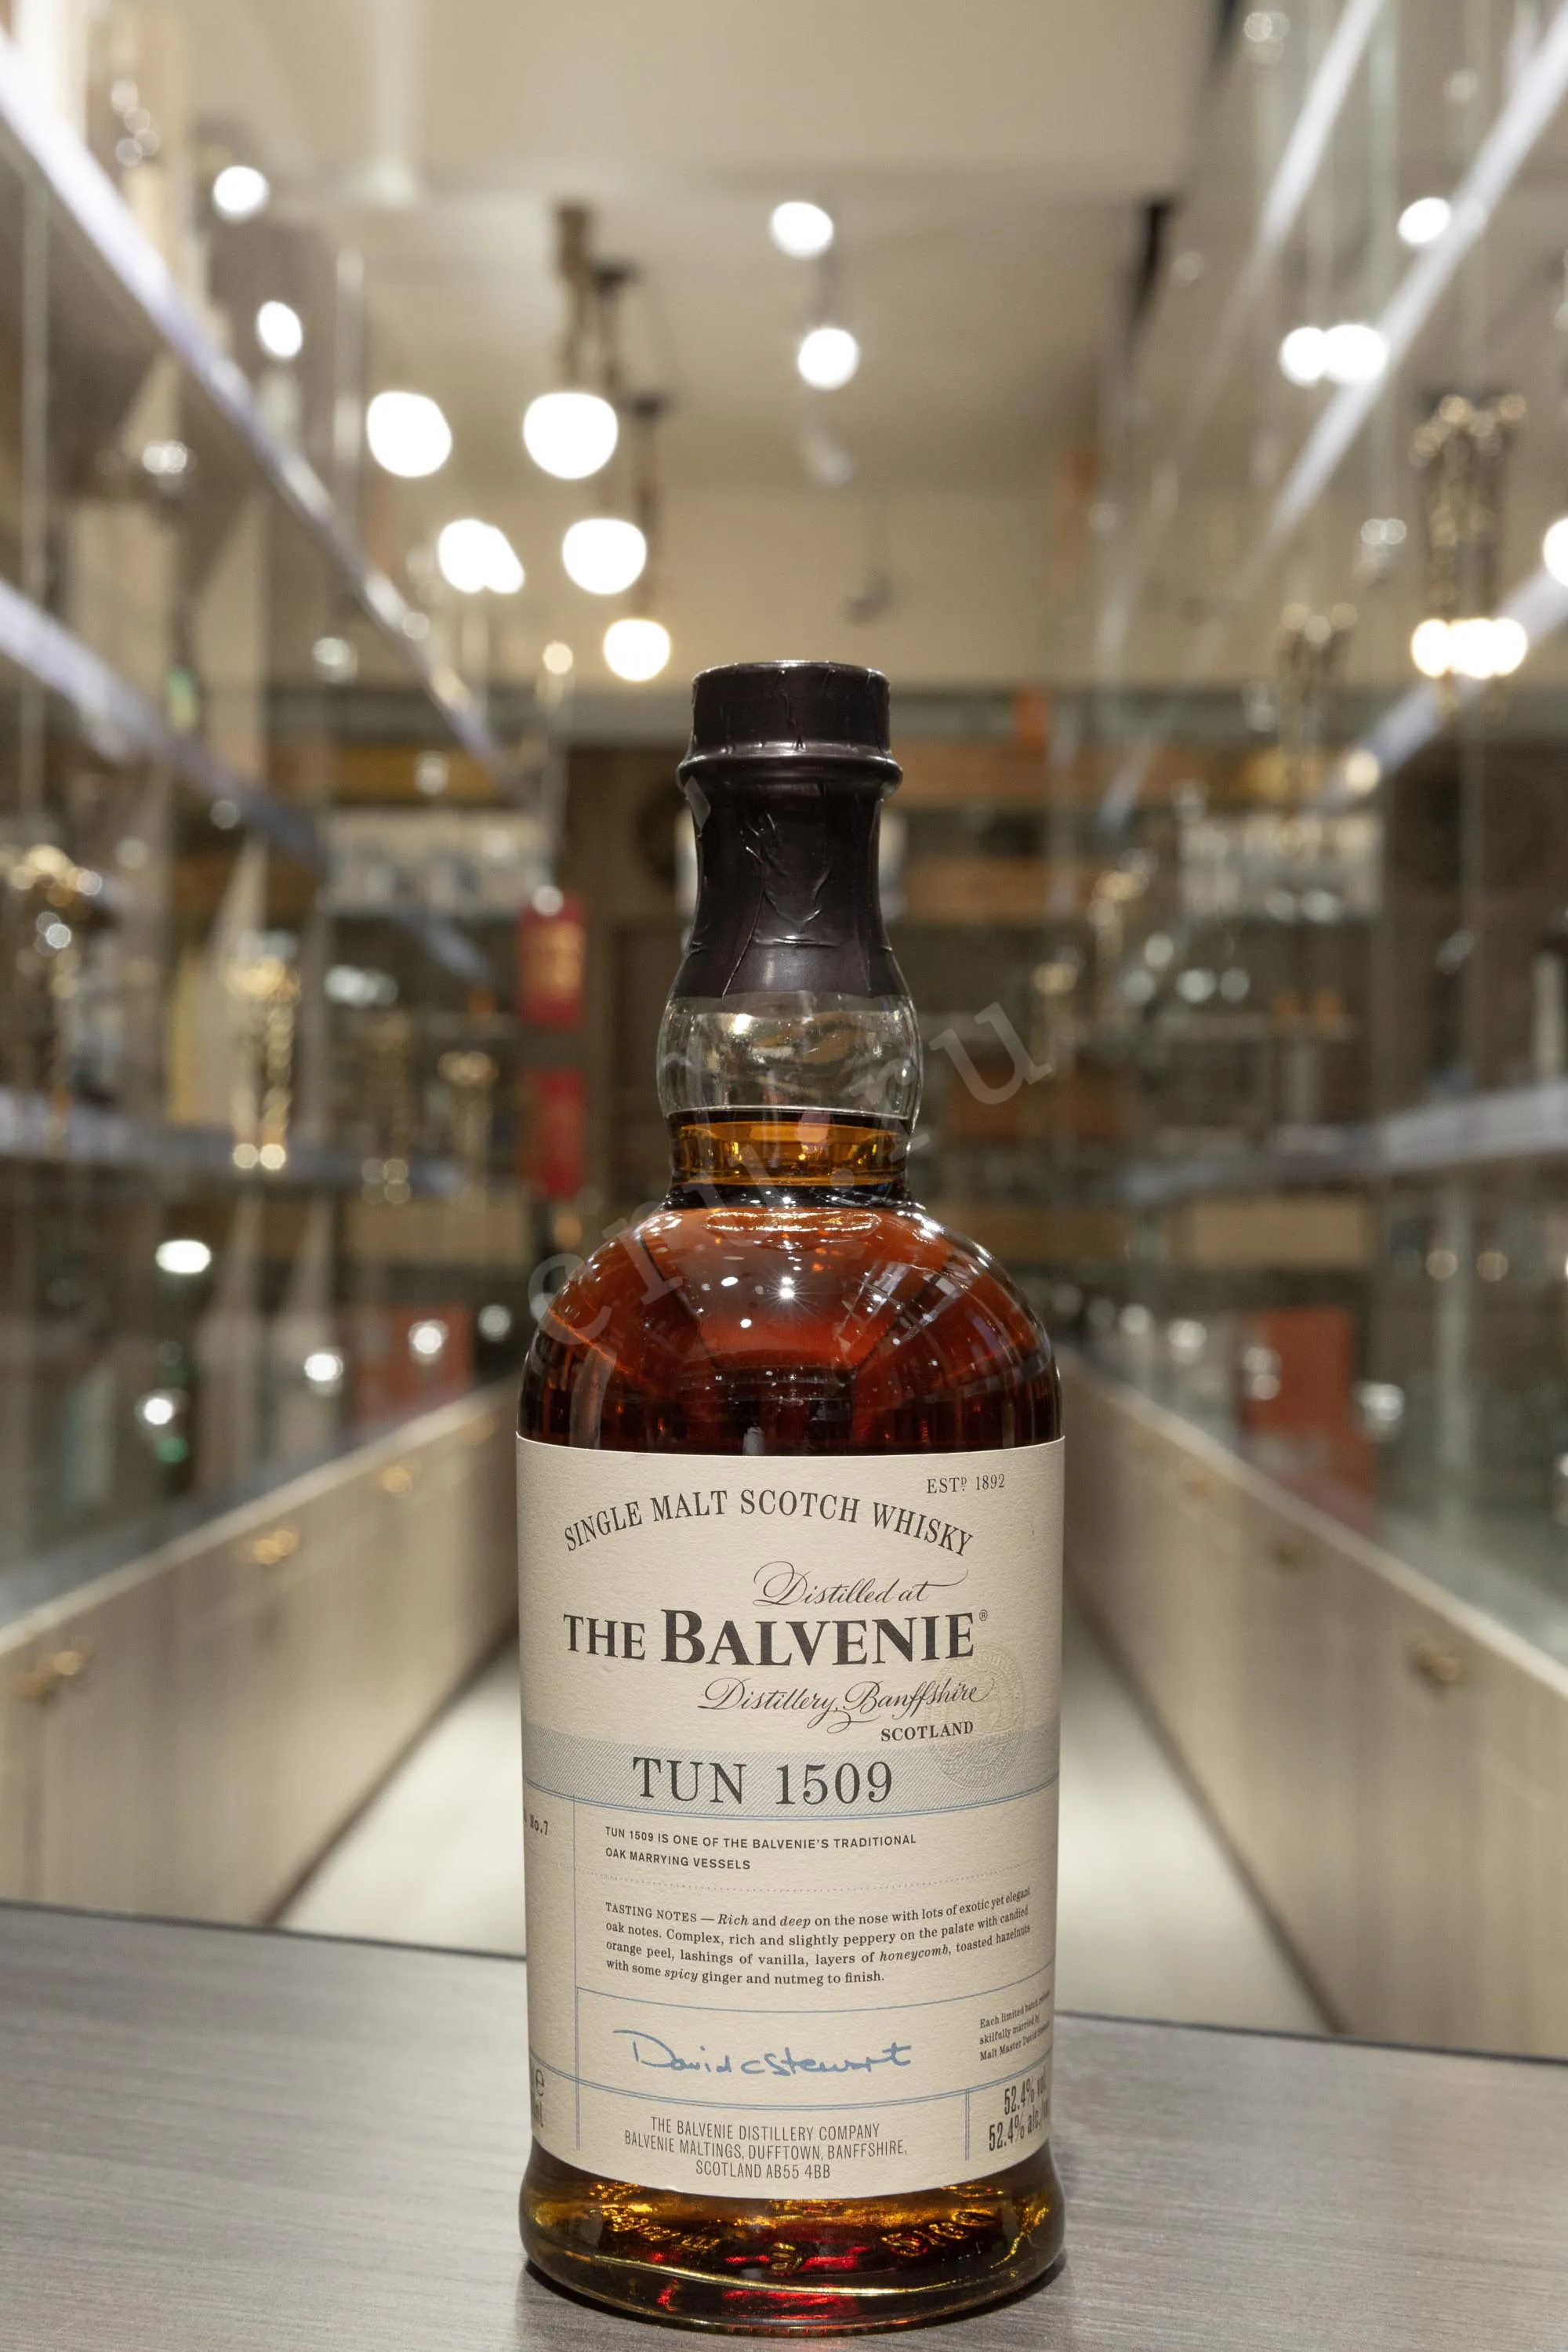 ESTD 1892
SINGLE MALT SCOTCH WHISKY
Distilled at
THE BALVENIE®
Distillery, Banffshire
SCOTLAND
TUN 1509
No.7
TUN 1509 IS ONE OF THE BALVENIE'S TRADITIONAL
OAK MARRYING VESSELS
TASTING NOTES — Rich and deep on the nose with lots of exotic yet elegant
oak notes. Complex, rich and slightly peppery on the palate with candied
orange peel, lashings of vanilla, layers of honeycomb, toasted hazelnuts
with some spicy ginger and nutmeg to finish.
Each limited batch release
skilfully married by
Malt Master David Stewart
David C Stewart
e
52.4% vol
52.4% alc./
THE BALVENIE DISTILLERY COMPANY
BALVENIE MALTINGS, DUFFTOWN, BANFFSHIRE,
SCOTLAND AB55 4BB